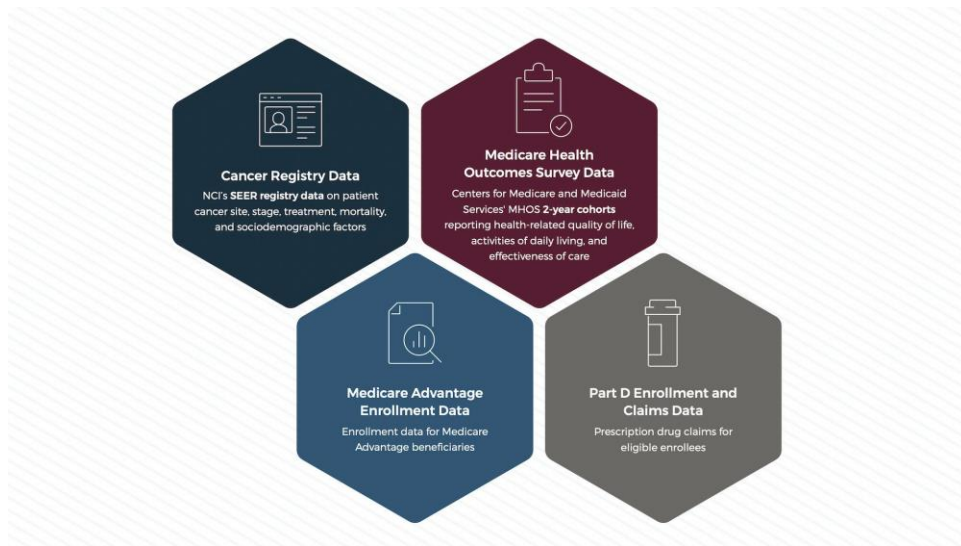 Cancer Registry Data
NCI's SEER registry data on patient
cancer site, stage, treatment, mortality,
and sociodemographic factors
Medicare Health
Outcomes Survey Data
Centers for Medicare and Medicaid
Services' MHOS 2-year cohorts
reporting health-related quality of life,
activities of daily living, and
effectiveness of care
Medicare Advantage
Enrollment Data
Enrollment data for Medicare
Advantage beneficiaries
Part D Enrollment and
Claims Data
Prescription drug claims for
eligible enrollees